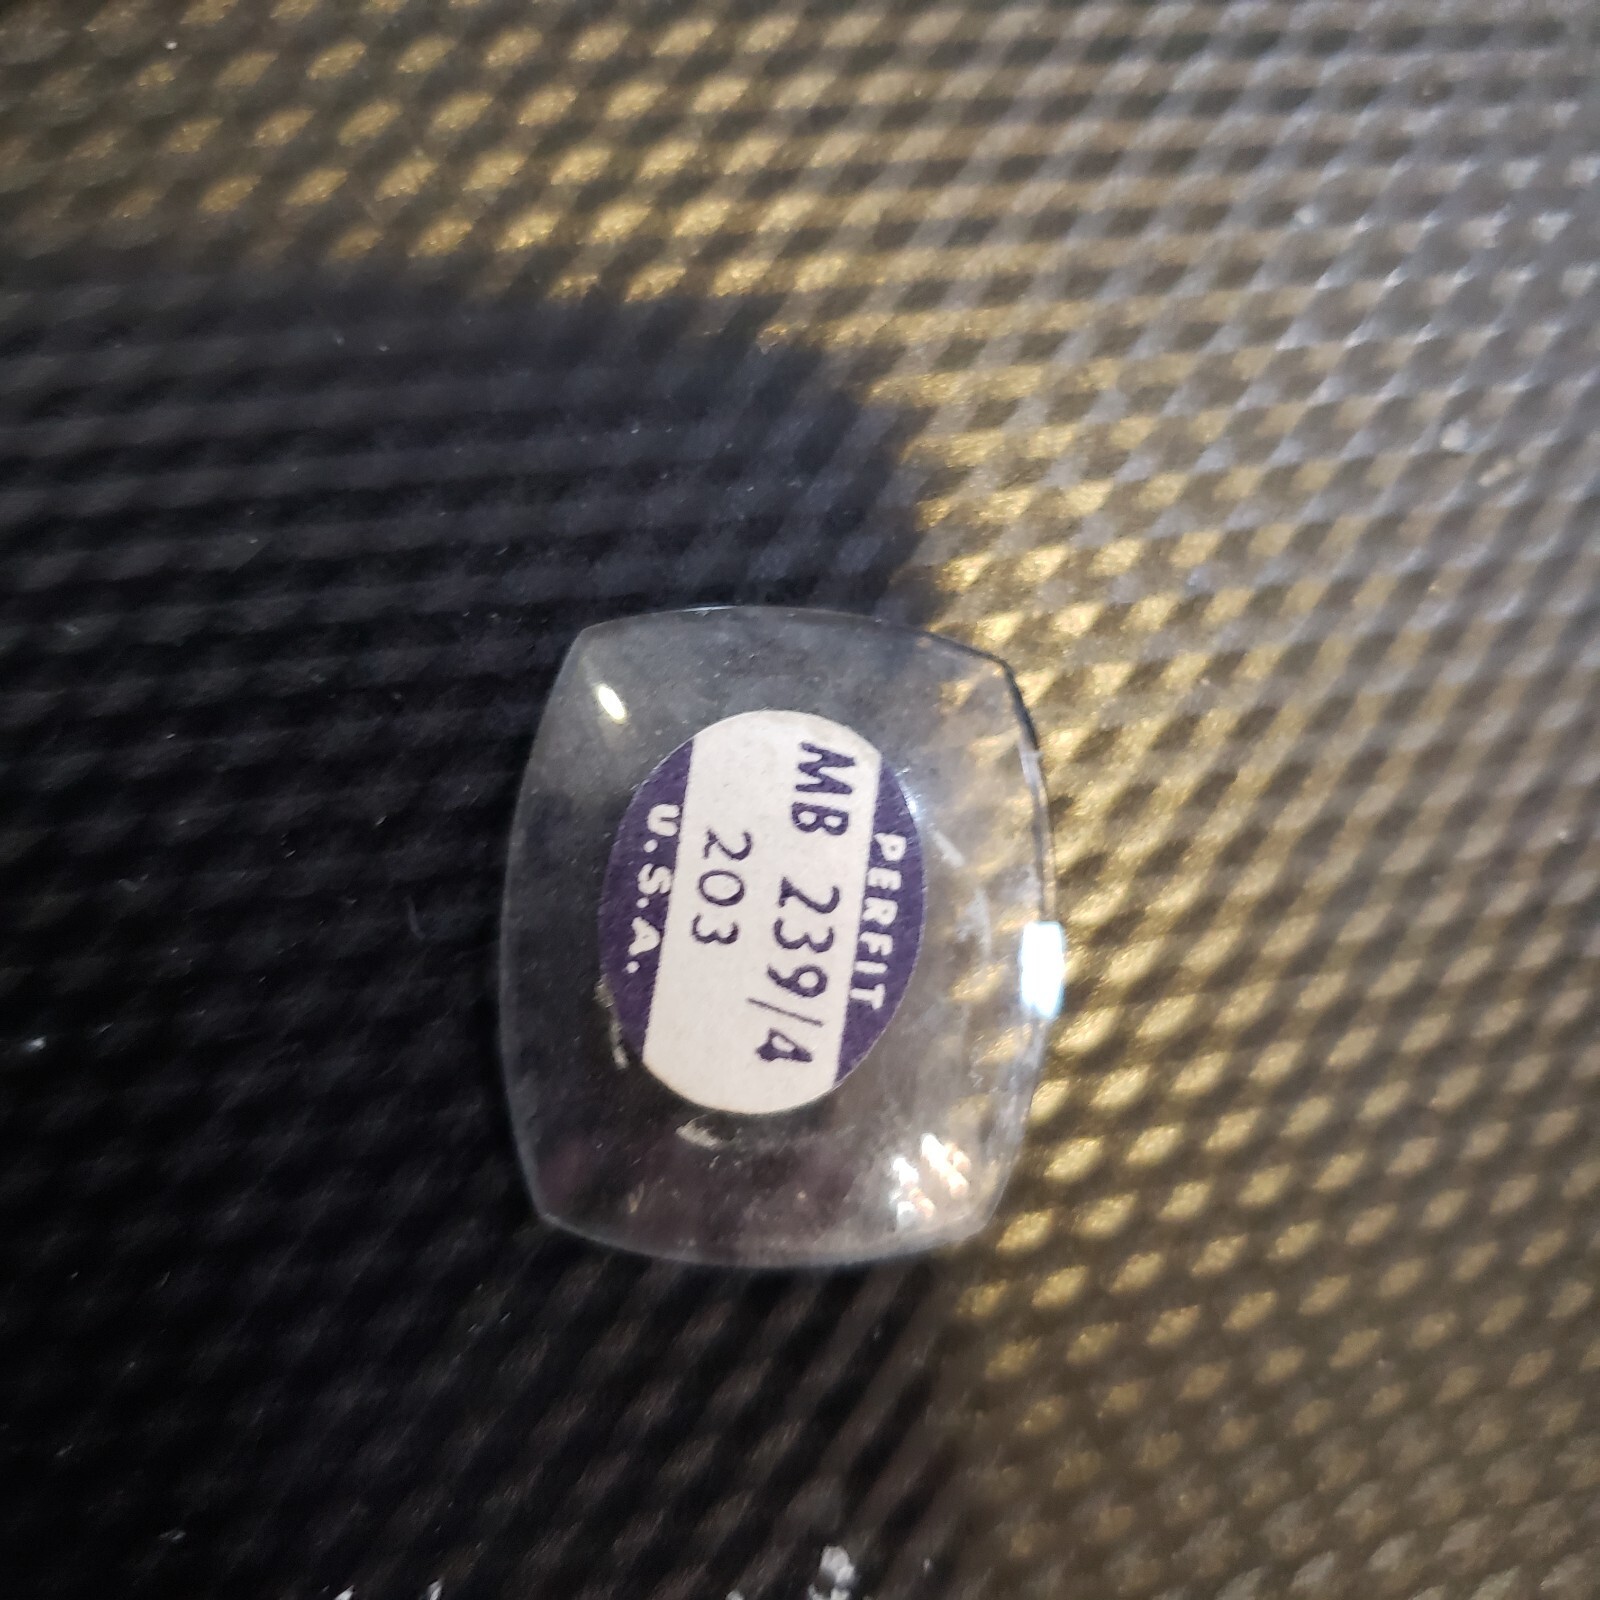 PERFIT
MB 239/4
203
U.S.A.